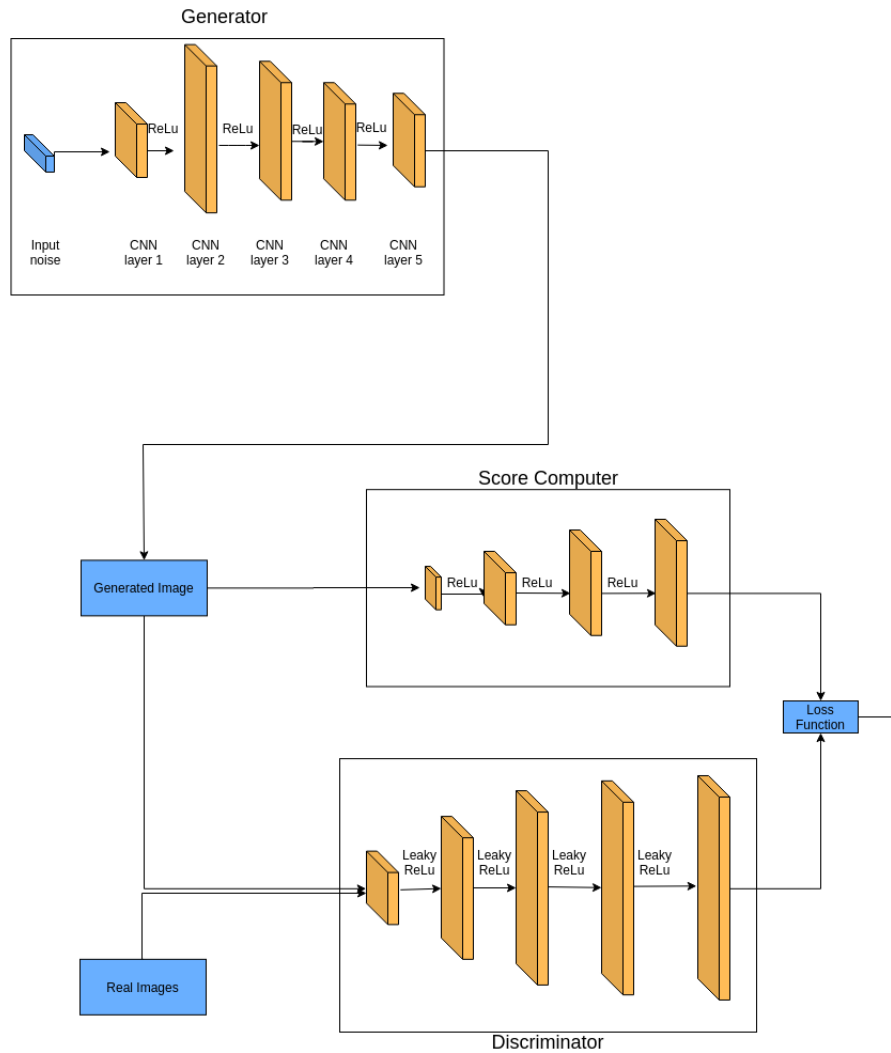 Generator
ReLu
ReLu
ReLu
ReLu
Input
noise
CNN
layer 1
CNN
layer 2
CNN
layer 3
CNN
layer 4
CNN
layer 5
Score Computer
Generated Image
ReLu
ReLu
ReLu
Loss
Function
Leaky
ReLu
Leaky
ReLu
Leaky
ReLu
Leaky
ReLu
Real Images
Discriminator